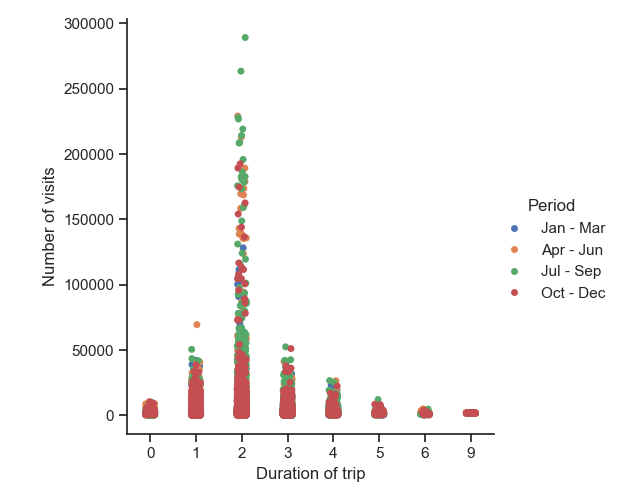 300000
250000
200000
150000
100000
50000
0
Number of visits
0 1 2 3 4 5 6 9
Duration of trip
Period
Jan - Mar
Apr - Jun
Jul - Sep
Oct - Dec